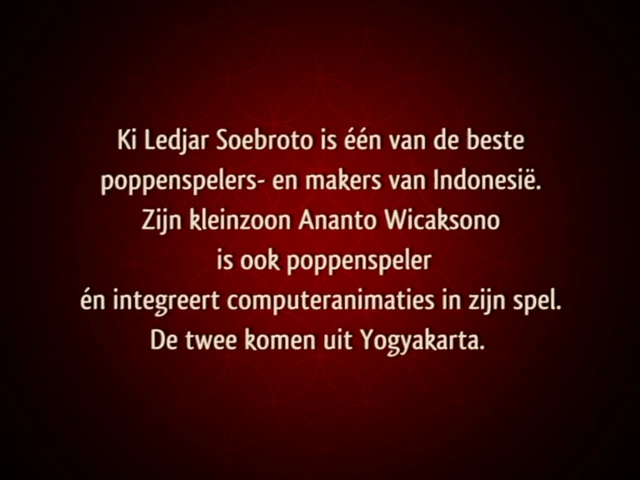 Ki Ledjar Soebroto is één van de beste
poppenspelers- en makers van Indonesië.
Zijn kleinzoon Ananto Wicaksono
is ook poppenspeler
én integreert computeranimaties in zijn spel.
De twee komen uit Yogyakarta.